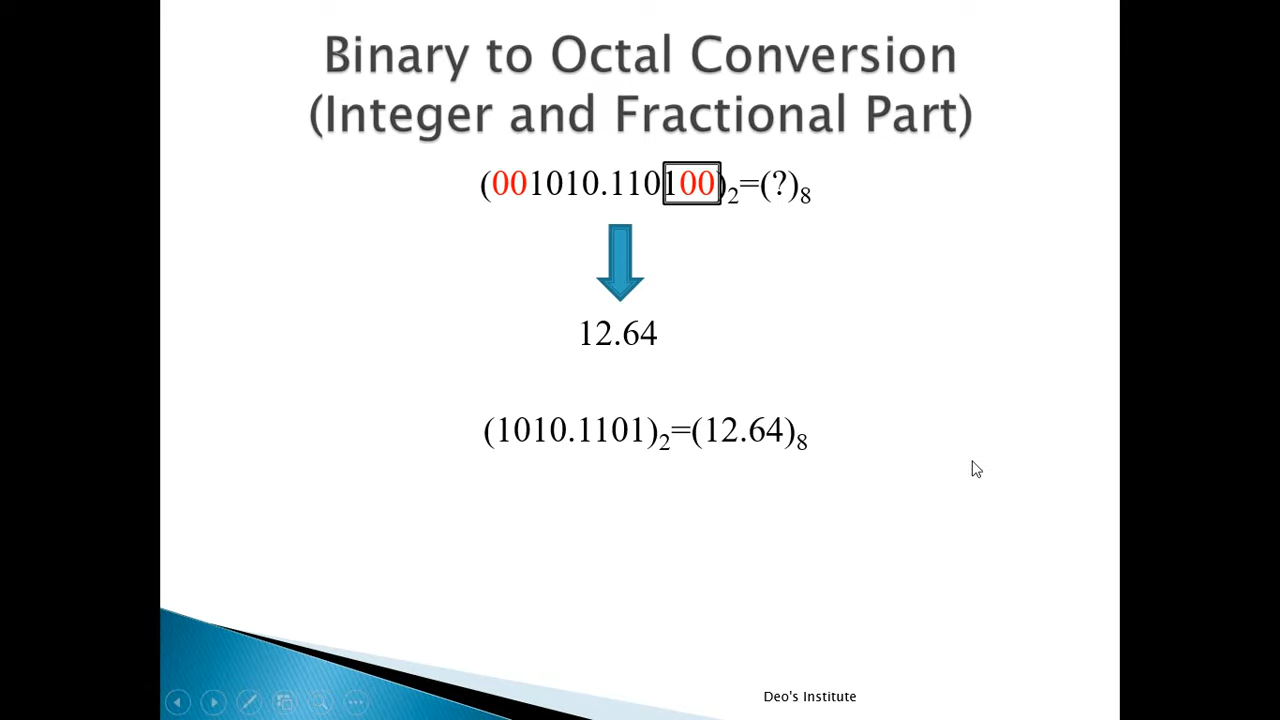 Binary to Octal Conversion
(Integer and Fractional Part)
(001010.110100)₂=(?)₈
12.64
(1010.1101)₂=(12.64)₈
Deo's Institute